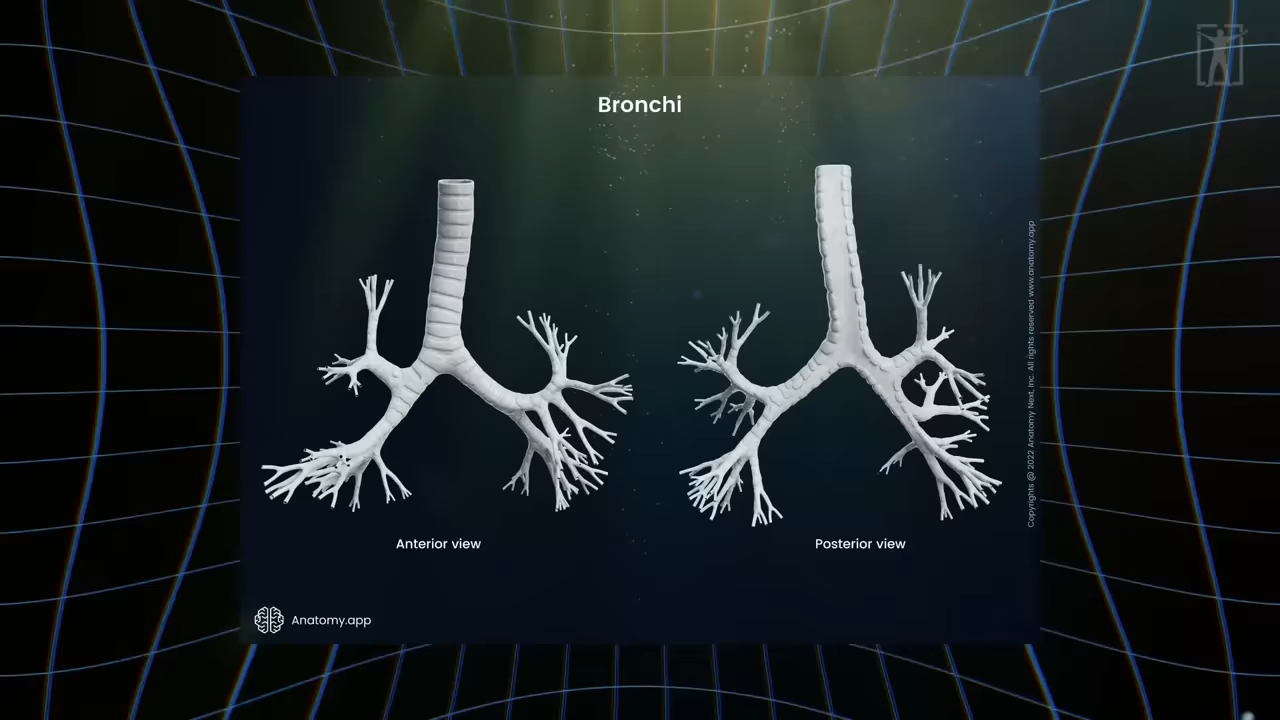 Bronchi
Anterior view
Posterior view
Copyrights @ 2022 Anatomy Next, Inc. All rights reserved www.anatomy.app
Anatomy.app